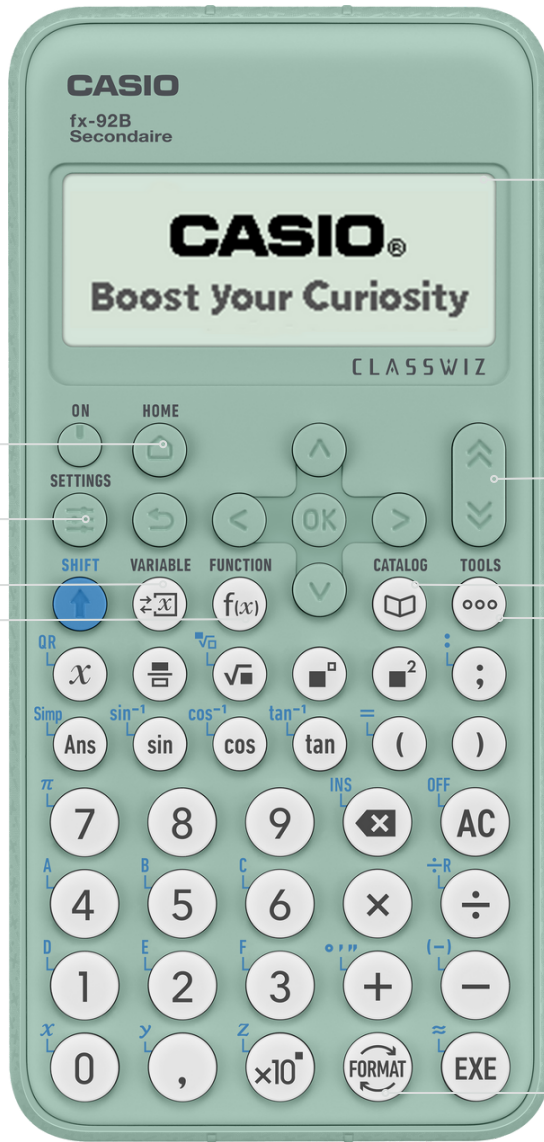 CASIO
fx-92B
Secondaire
CASIO®
Boost your Curiosity
CLASSWIZ
ON HOME
SETTINGS
OK
SHIFT VARIABLE FUNCTION CATALOG TOOLS
x f(x)
QR √ :
x √ ■² ;
Simp sin⁻¹ cos⁻¹ tan⁻¹ =
Ans sin cos tan ( )
π INS OFF
7 8 9 AC
A B C ÷R
4 5 6 × ÷
D E F ° ′ ″ (−)
1 2 3 + −
x y z ≈
0 , ×10■ FORMAT EXE